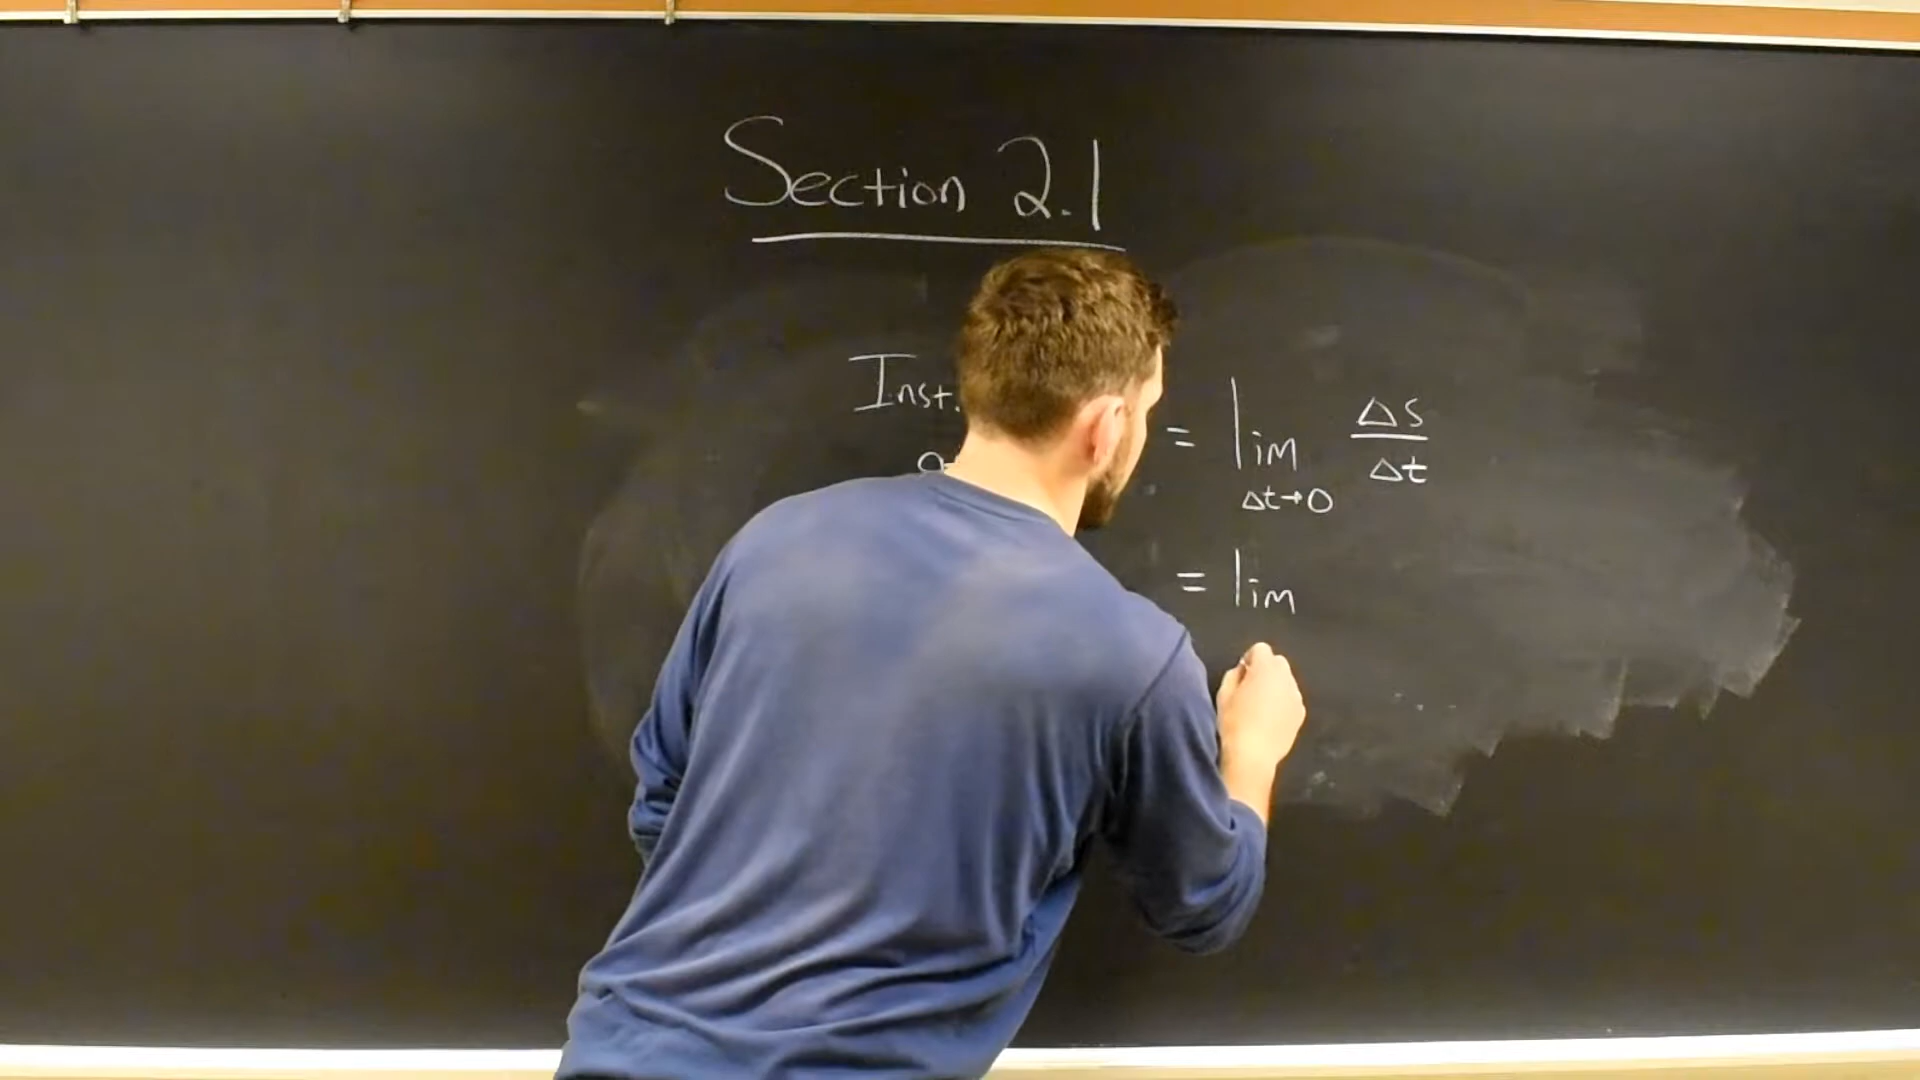 Section 2.1
Inst. = lim Δs/Δt
Δt→0
= lim